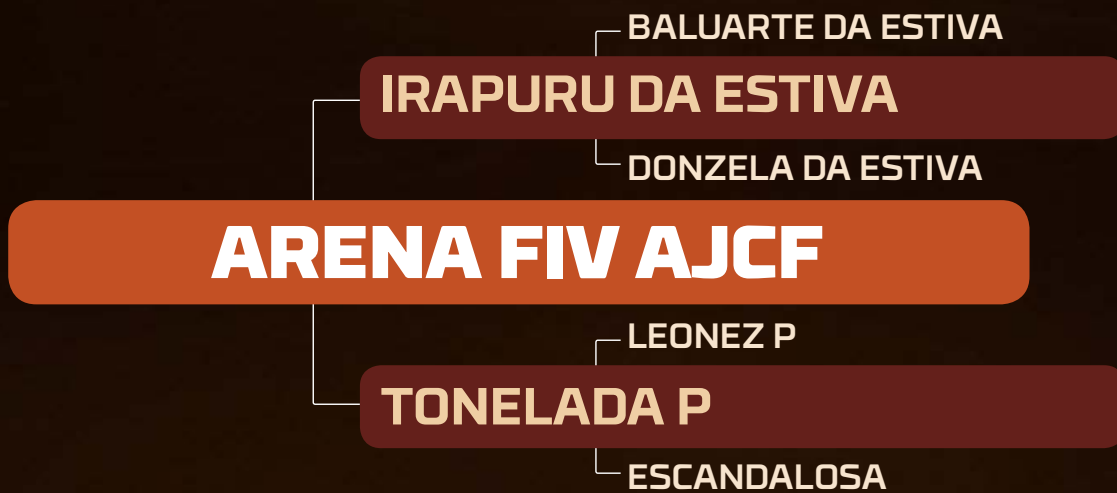 BALUARTE DA ESTIVA
IRAPURU DA ESTIVA
DONZELA DA ESTIVA
ARENA FIV AJCF
LEONEZ P
TONELADA P
ESCANDALOSA